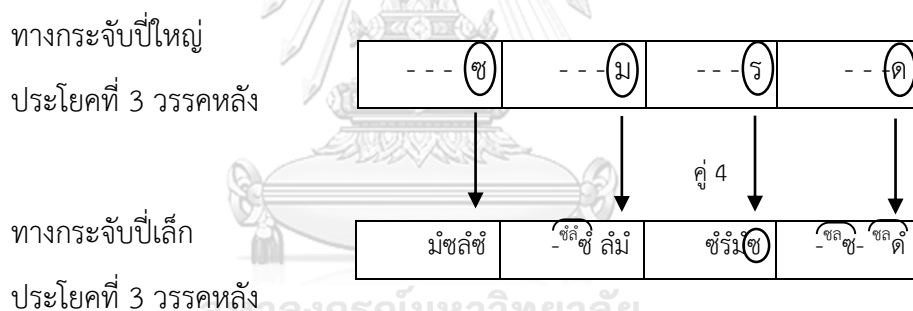 ทางกระจับปี่ใหญ่
ประโยคที่ 3 วรรคหลัง
- - - ซ - - - ม - - - ร - - - ด
คู่ 4
ทางกระจับปี่เล็ก
ประโยคที่ 3 วรรคหลัง
มํซลํซํ -ซํลํซํ ลํมํ ซํรํมํซ -ซลซ- ซลดํ